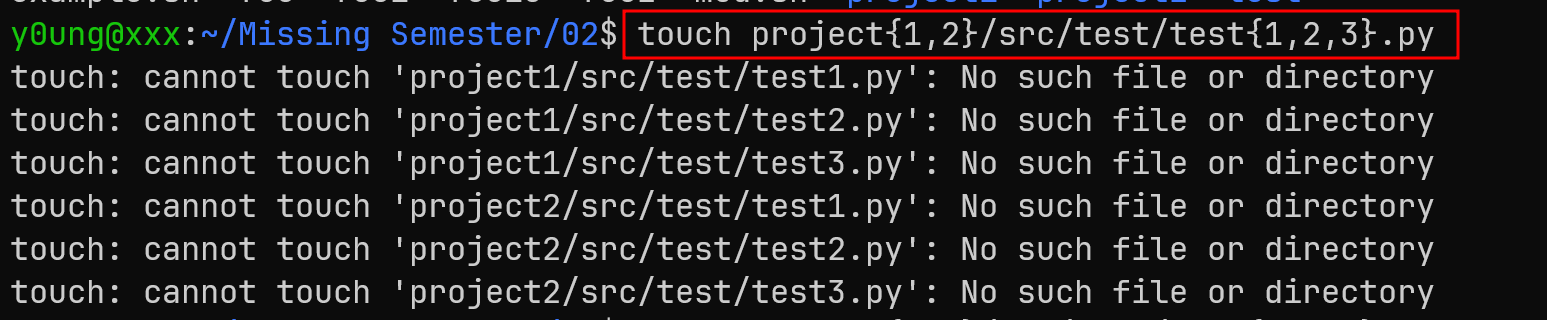 y0ung@xxx:~/Missing Semester/02$ touch project{1,2}/src/test/test{1,2,3}.py
touch: cannot touch 'project1/src/test/test1.py': No such file or directory
touch: cannot touch 'project1/src/test/test2.py': No such file or directory
touch: cannot touch 'project1/src/test/test3.py': No such file or directory
touch: cannot touch 'project2/src/test/test1.py': No such file or directory
touch: cannot touch 'project2/src/test/test2.py': No such file or directory
touch: cannot touch 'project2/src/test/test3.py': No such file or directory